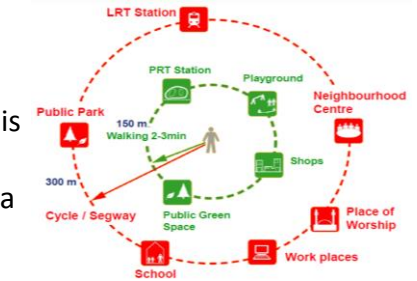 LRT Station
PRT Station
Playground
Neighbourhood
Centre
Public Park
150 m
Walking 2-3min
is
Shops
300 m
a
Cycle / Segway
Public Green
Space
Place of
Worship
School
Work places